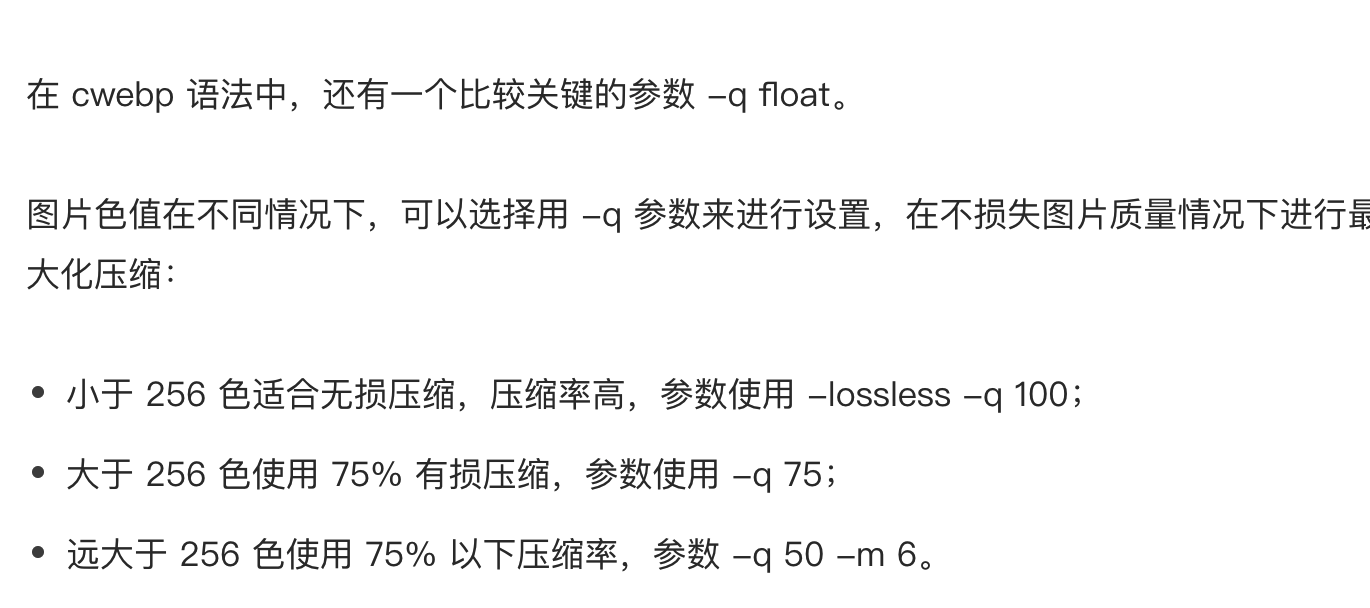 在 cwebp 语法中，还有一个比较关键的参数 –q float。
图片色值在不同情况下，可以选择用 –q 参数来进行设置，在不损失图片质量情况下进行最
大化压缩：
• 小于 256 色适合无损压缩，压缩率高，参数使用 –lossless –q 100；
• 大于 256 色使用 75% 有损压缩，参数使用 –q 75；
• 远大于 256 色使用 75% 以下压缩率，参数 –q 50 –m 6。